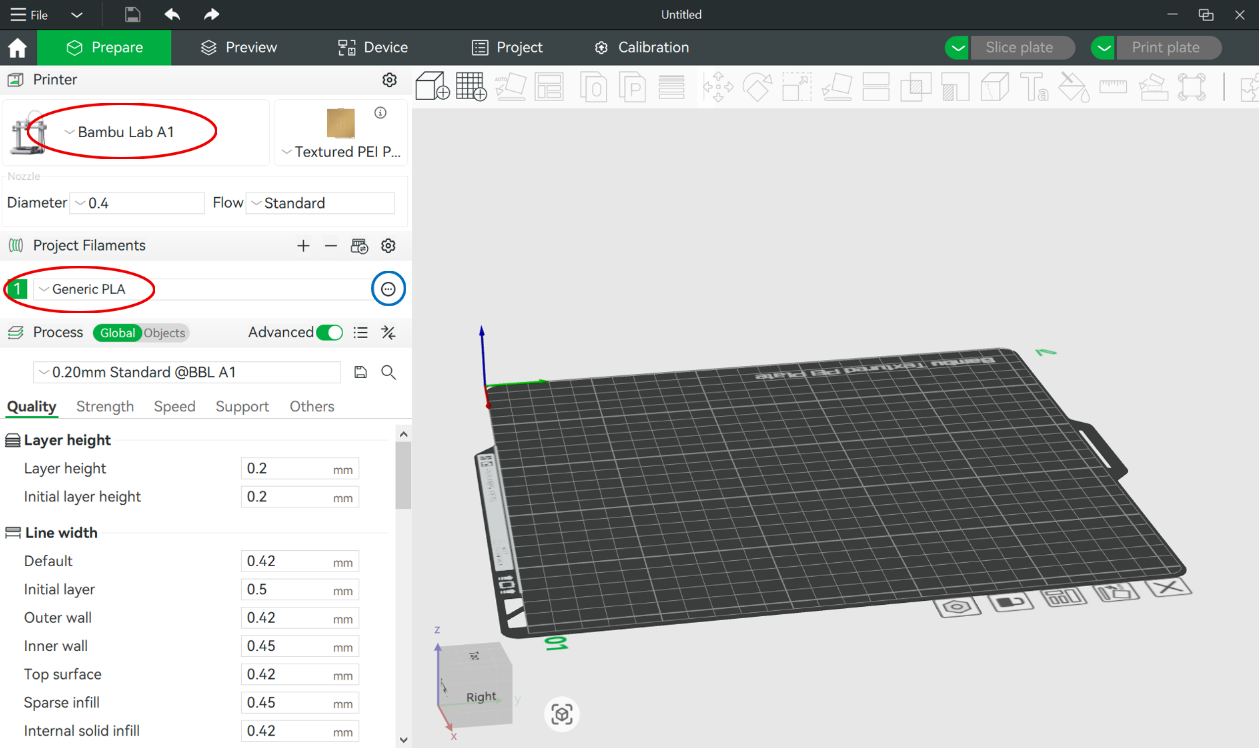 File
Untitled
Prepare
Preview
Device
Project
Calibration
Slice plate
Print plate
Printer
Bambu Lab A1
Textured PEI P...
Nozzle
Diameter
0.4
Flow
Standard
Project Filaments
1
Generic PLA
Process
Global
Objects
Advanced
0.20mm Standard @BBL A1
Quality
Strength
Speed
Support
Others
Layer height
Layer height
0.2 mm
Initial layer height
0.2 mm
Line width
Default
0.42 mm
Initial layer
0.5 mm
Outer wall
0.42 mm
Inner wall
0.45 mm
Top surface
0.42 mm
Sparse infill
0.45 mm
Internal solid infill
0.42 mm
AUTO
Bambu Textured PEI Plate
01
z
Right
y
x